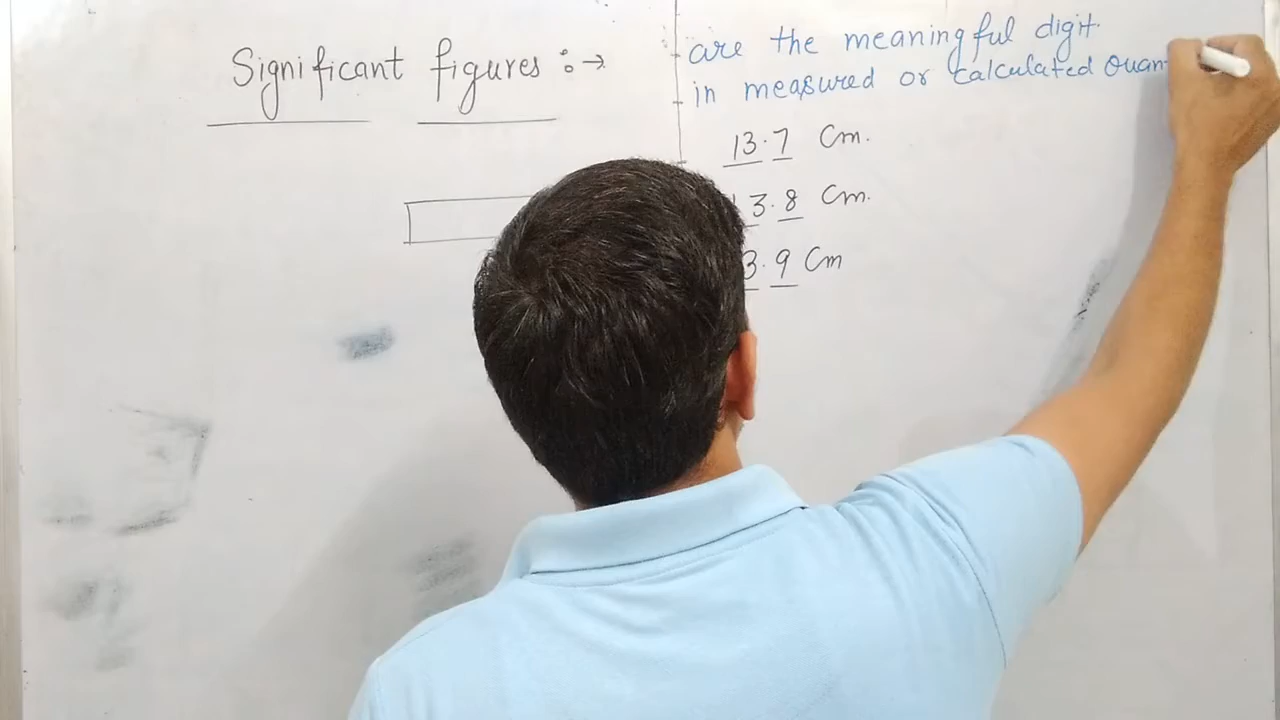 Significant figures :→
are the meaningful digit.
in measured or calculated Quan
13.7 Cm.
3.8 Cm.
3.9 Cm